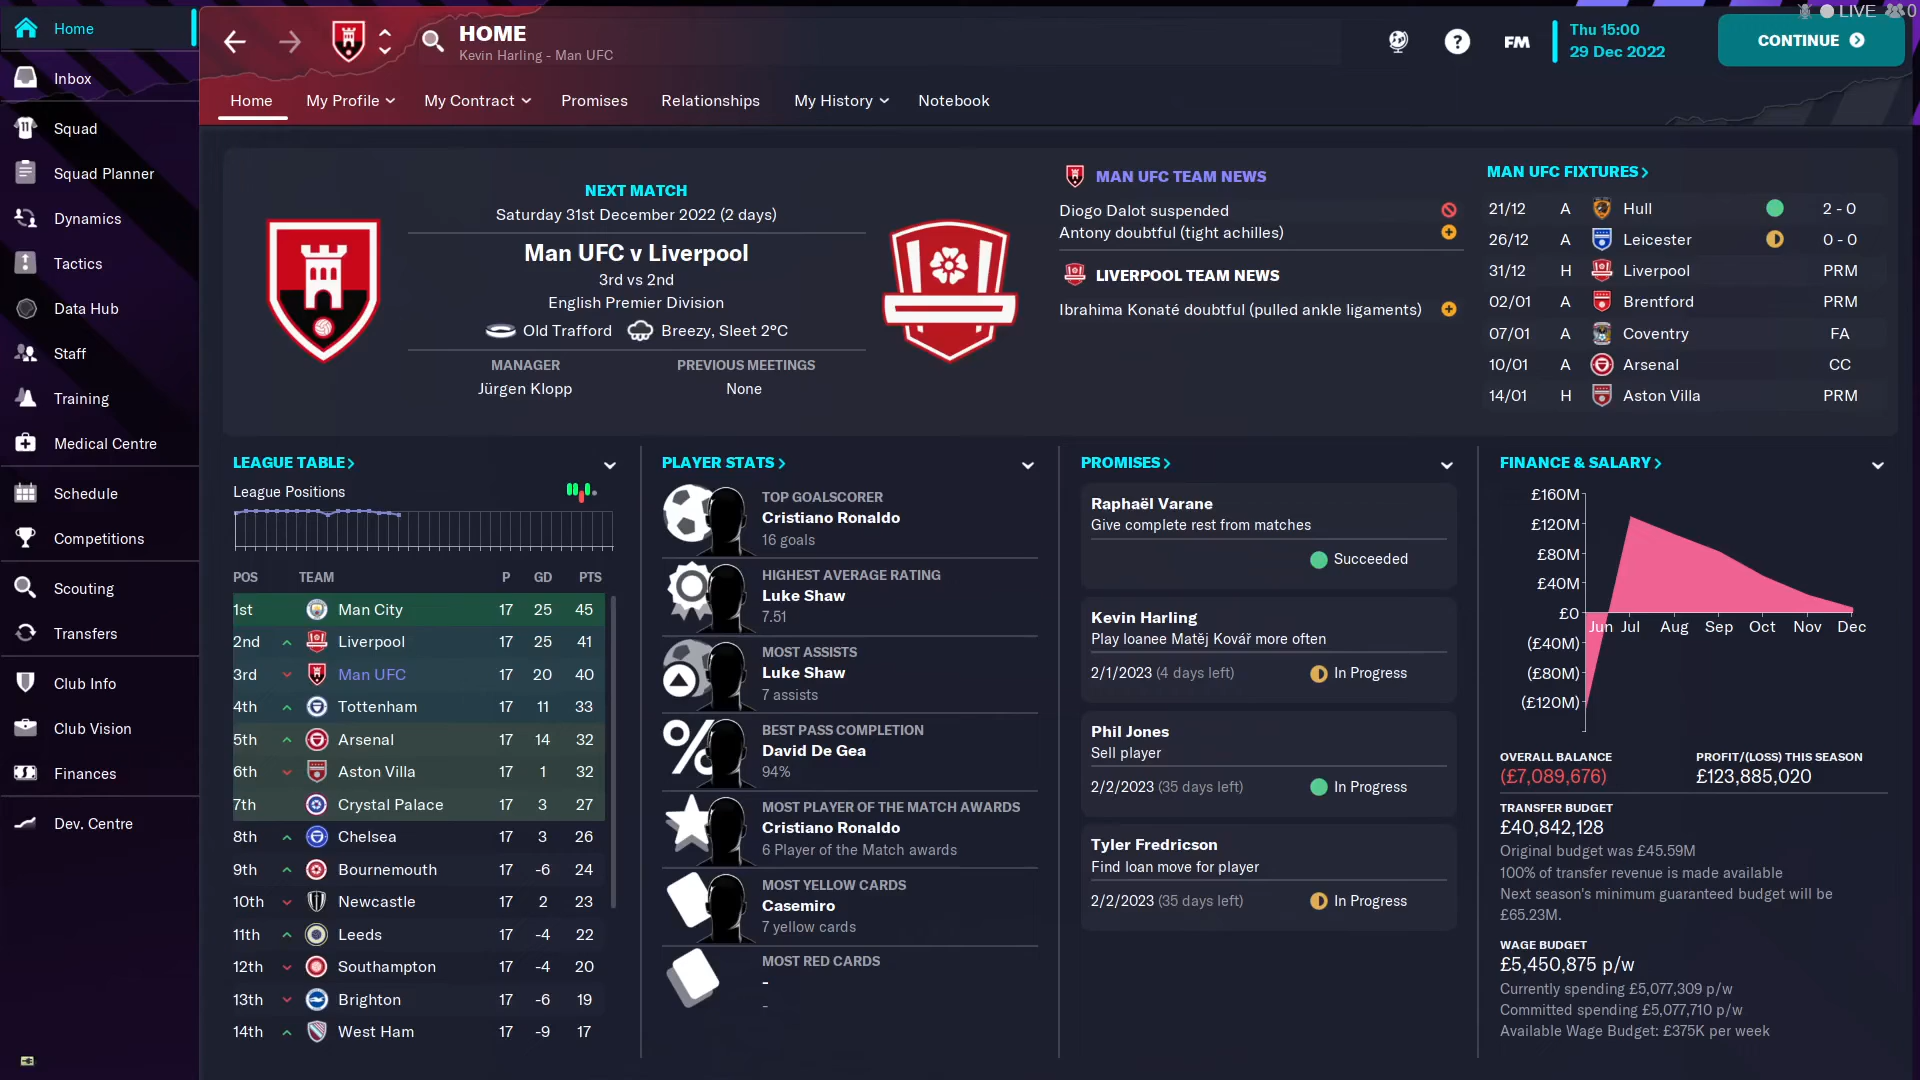 Home
Inbox
Squad
Squad Planner
Dynamics
Tactics
Data Hub
Staff
Training
Medical Centre
Schedule
Competitions
Scouting
Transfers
Club Info
Club Vision
Finances
Dev. Centre
HOME
Kevin Harling - Man UFC
FM
Thu 15:00
29 Dec 2022
CONTINUE
LIVE 0
Home My Profile My Contract Promises Relationships My History Notebook
NEXT MATCH
Saturday 31st December 2022 (2 days)
Man UFC v Liverpool
3rd vs 2nd
English Premier Division
Old Trafford Breezy, Sleet 2°C
MANAGER PREVIOUS MEETINGS
Jürgen Klopp None
MAN UFC TEAM NEWS
Diogo Dalot suspended
Antony doubtful (tight achilles)
LIVERPOOL TEAM NEWS
Ibrahima Konaté doubtful (pulled ankle ligaments)
MAN UFC FIXTURES
21/12 A Hull 2 - 0
26/12 A Leicester 0 - 0
31/12 H Liverpool PRM
02/01 A Brentford PRM
07/01 A Coventry FA
10/01 A Arsenal CC
14/01 H Aston Villa PRM
LEAGUE TABLE
League Positions
POS TEAM P GD PTS
1st Man City 17 25 45
2nd Liverpool 17 25 41
3rd Man UFC 17 20 40
4th Tottenham 17 11 33
5th Arsenal 17 14 32
6th Aston Villa 17 1 32
7th Crystal Palace 17 3 27
8th Chelsea 17 3 26
9th Bournemouth 17 -6 24
10th Newcastle 17 2 23
11th Leeds 17 -4 22
12th Southampton 17 -4 20
13th Brighton 17 -6 19
14th West Ham 17 -9 17
PLAYER STATS
TOP GOALSCORER
Cristiano Ronaldo
16 goals
HIGHEST AVERAGE RATING
Luke Shaw
7.51
MOST ASSISTS
Luke Shaw
7 assists
BEST PASS COMPLETION
David De Gea
94%
MOST PLAYER OF THE MATCH AWARDS
Cristiano Ronaldo
6 Player of the Match awards
MOST YELLOW CARDS
Casemiro
7 yellow cards
MOST RED CARDS
-
-
PROMISES
Raphaël Varane
Give complete rest from matches
Succeeded
Kevin Harling
Play loanee Matěj Kovář more often
2/1/2023 (4 days left) In Progress
Phil Jones
Sell player
2/2/2023 (35 days left) In Progress
Tyler Fredricson
Find loan move for player
2/2/2023 (35 days left) In Progress
FINANCE & SALARY
£160M
£120M
£80M
£40M
£0
Jun Jul Aug Sep Oct Nov Dec
(£40M)
(£80M)
(£120M)
OVERALL BALANCE PROFIT/(LOSS) THIS SEASON
(£7,089,676) £123,885,020
TRANSFER BUDGET
£40,842,128
Original budget was £45.59M
100% of transfer revenue is made available
Next season's minimum guaranteed budget will be
£65.23M.
WAGE BUDGET
£5,450,875 p/w
Currently spending £5,077,309 p/w
Committed spending £5,077,710 p/w
Available Wage Budget: £375K per week